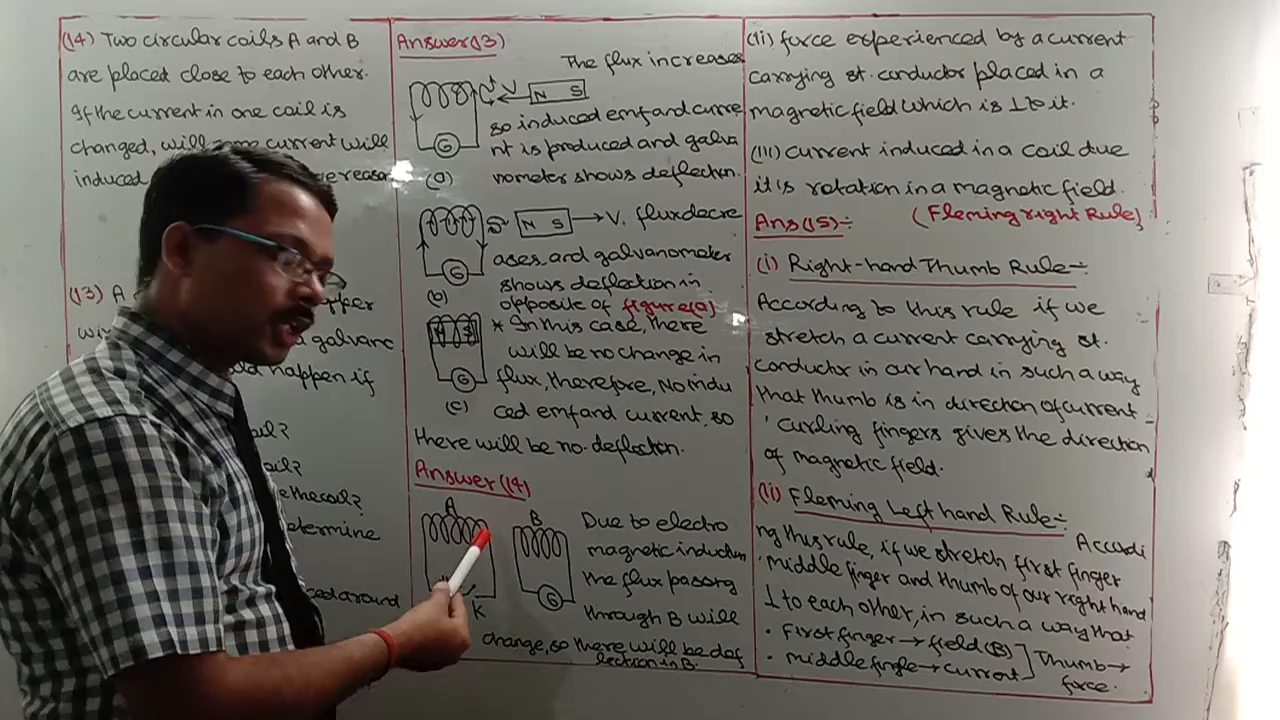 (14) Two circular coils A and B
are placed close to each other.
If the current in one coil is
changed, will some current will
induced reason
(13) A
wi galvano
happen if
coil?
coil?
e the coil?
etermine
ced around
Answer 13)
The flux increases
V
N S
so induced emf and curre
nt is produced and galva
G
(a) nometer shows deflection.
N S → V. flux decre
ases and galvanometer
G
shows deflection in
(b) opposite of figure(a)
N S * In this case, there
will be no change in
G flux, therefore, No indu
(c) ced emf and current, so
there will be no deflection.
Answer (14)
A B Due to electro
magnetic induction
the flux passing
G
K through B will
change, so there will be def
lection in B.
(ii) force experienced by a current
carrying st. conductor placed in a
magnetic field which is ⊥ to it.
(iii) current induced in a coil due
it is rotation in a magnetic field.
Ans(15):- (Fleming right Rule)
(i) Right-hand Thumb Rule:-
According to this rule if we
stretch a current carrying st.
conductor in our hand in such a way
that thumb is in direction of current
curling fingers gives the direction
of magnetic field.
(ii) Fleming Left hand Rule:-
Accordi
ng this rule, if we stretch first finger
middle finger and thumb of our right hand
⊥ to each other, in such a way that
• First finger → field (B)
• middle fingle → current
] Thumb →
force.